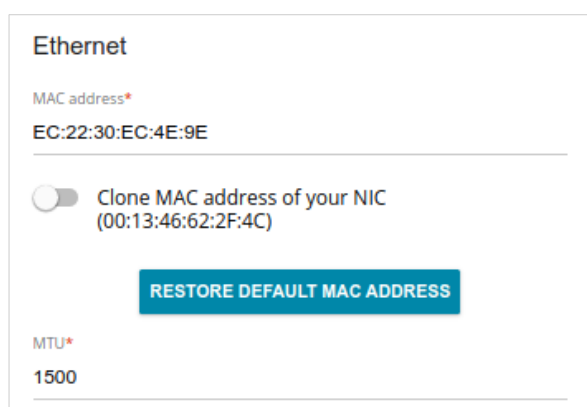 Ethernet
MAC address*
EC:22:30:EC:4E:9E
Clone MAC address of your NIC
(00:13:46:62:2F:4C)
RESTORE DEFAULT MAC ADDRESS
MTU*
1500